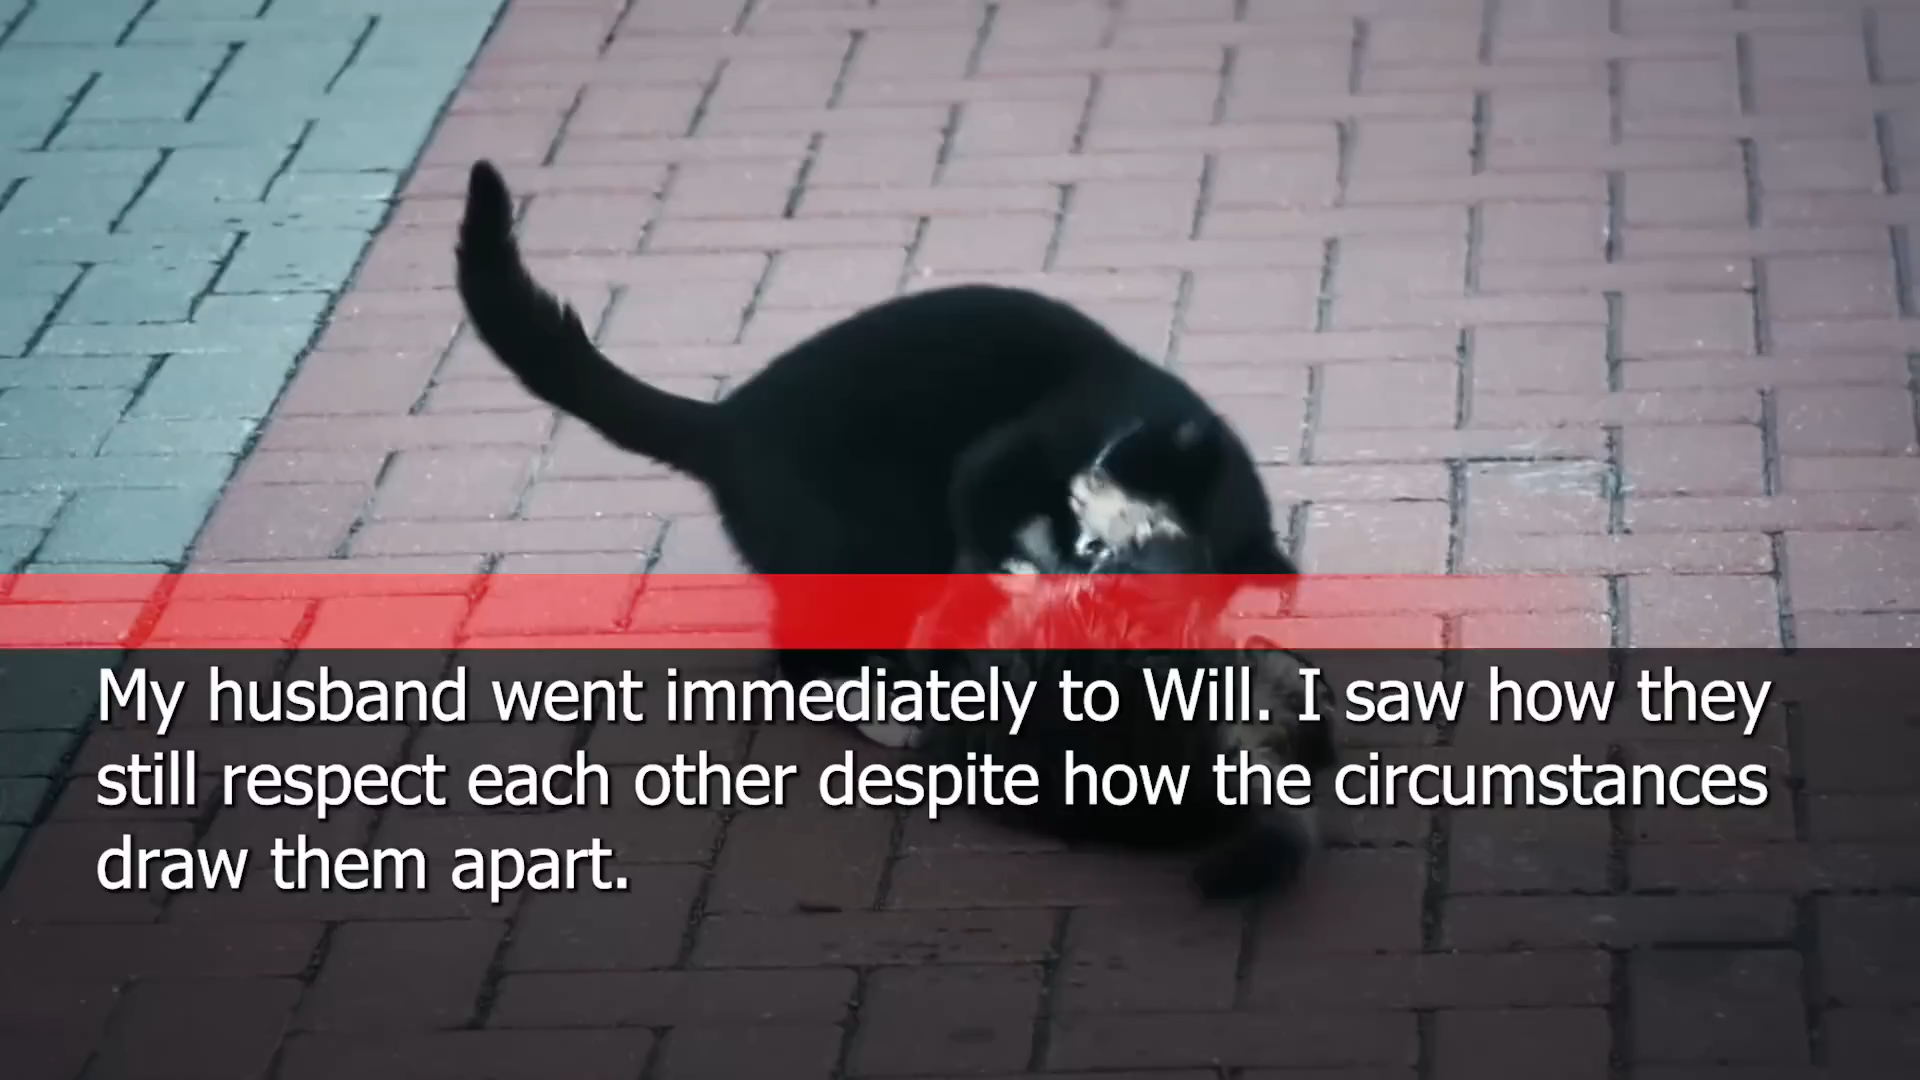 My husband went immediately to Will. I saw how they
still respect each other despite how the circumstances
draw them apart.